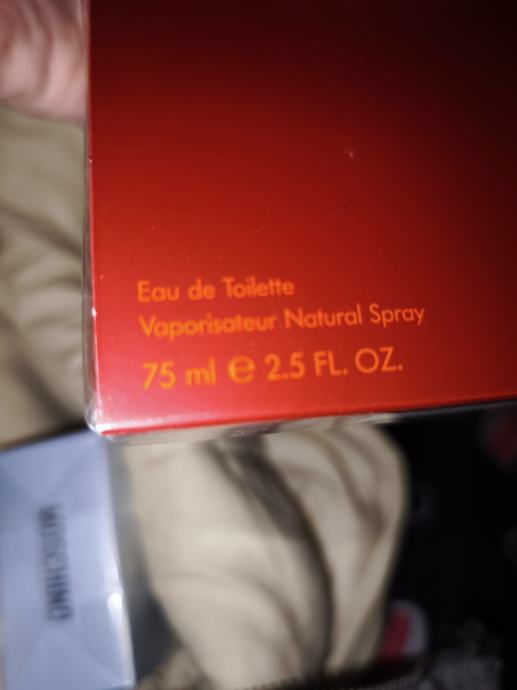 Eau de Toilette
Vaporisateur Natural Spray
75 ml ℮ 2.5 FL. OZ.
MOSCHINO